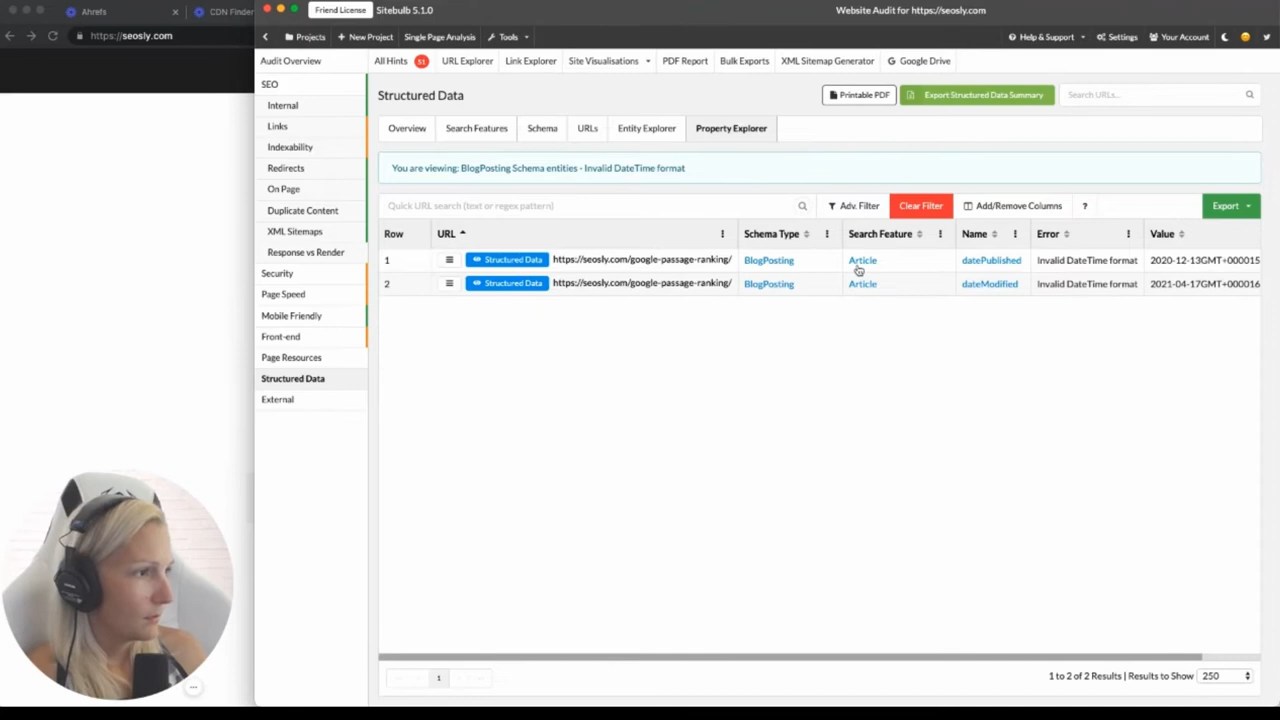 Ahrefs
CDN Finder
Friend License
Sitebulb 5.1.0
Website Audit for https://seosly.com
https://seosly.com
Projects
New Project
Single Page Analysis
Tools
Help & Support
Settings
Your Account
Audit Overview
All Hints 51
URL Explorer
Link Explorer
Site Visualisations
PDF Report
Bulk Exports
XML Sitemap Generator
Google Drive
SEO
Internal
Links
Indexability
Redirects
On Page
Duplicate Content
XML Sitemaps
Response vs Render
Security
Page Speed
Mobile Friendly
Front-end
Page Resources
Structured Data
External
Structured Data
Printable PDF
Export Structured Data Summary
Search URLs...
Overview
Search Features
Schema
URLs
Entity Explorer
Property Explorer
You are viewing: BlogPosting Schema entities - Invalid DateTime format
Quick URL search (text or regex pattern)
Adv. Filter
Clear Filter
Add/Remove Columns
?
Export
Row URL Schema Type Search Feature Name Error Value
1 Structured Data https://seosly.com/google-passage-ranking/ BlogPosting Article datePublished Invalid DateTime format 2020-12-13GMT+000015
2 Structured Data https://seosly.com/google-passage-ranking/ BlogPosting Article dateModified Invalid DateTime format 2021-04-17GMT+000016
1
1 to 2 of 2 Results | Results to Show 250